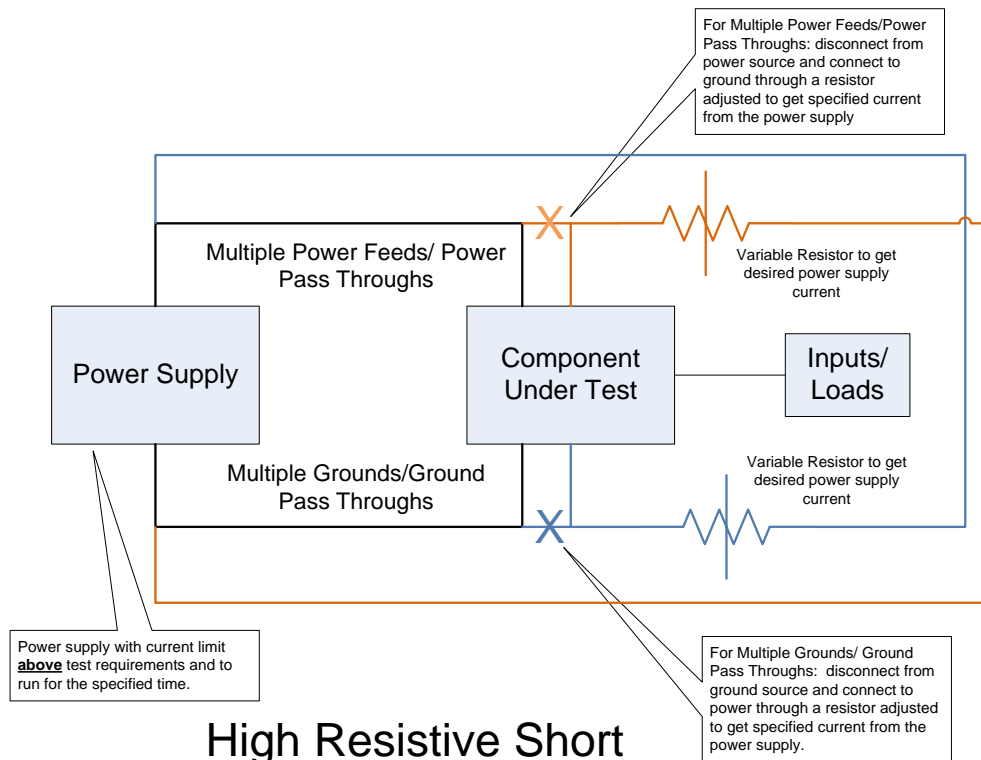 For Multiple Power Feeds/Power
Pass Throughs: disconnect from
power source and connect to
ground through a resistor
adjusted to get specified current
from the power supply
X
Multiple Power Feeds/ Power
Pass Throughs
Variable Resistor to get
desired power supply
current
Power Supply
Component
Under Test
Inputs/
Loads
Multiple Grounds/Ground
Pass Throughs
Variable Resistor to get
desired power supply
current
X
Power supply with current limit
above test requirements and to
run for the specified time.
For Multiple Grounds/ Ground
Pass Throughs:  disconnect from
ground source and connect to
power through a resistor adjusted
to get specified current from the
power supply.
High Resistive Short